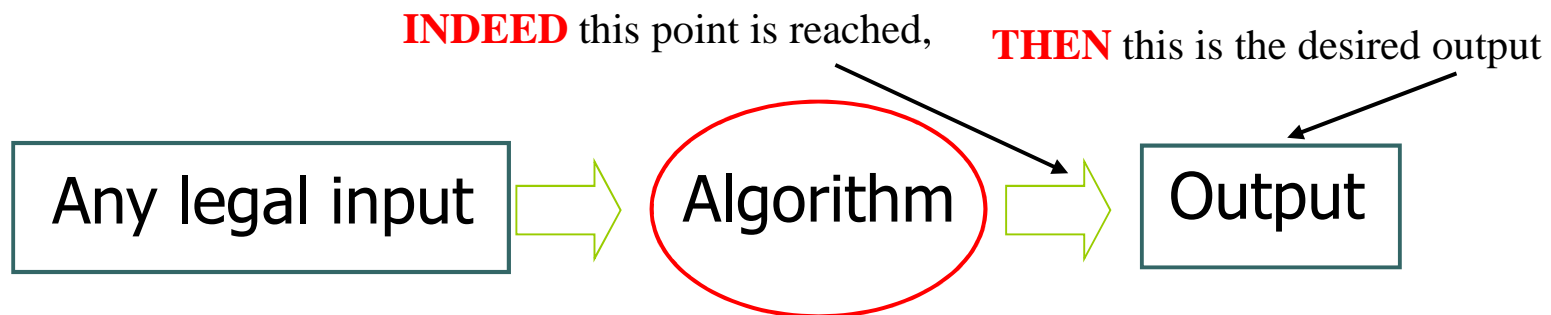 INDEED this point is reached,
THEN this is the desired output
Any legal input
Algorithm
Output